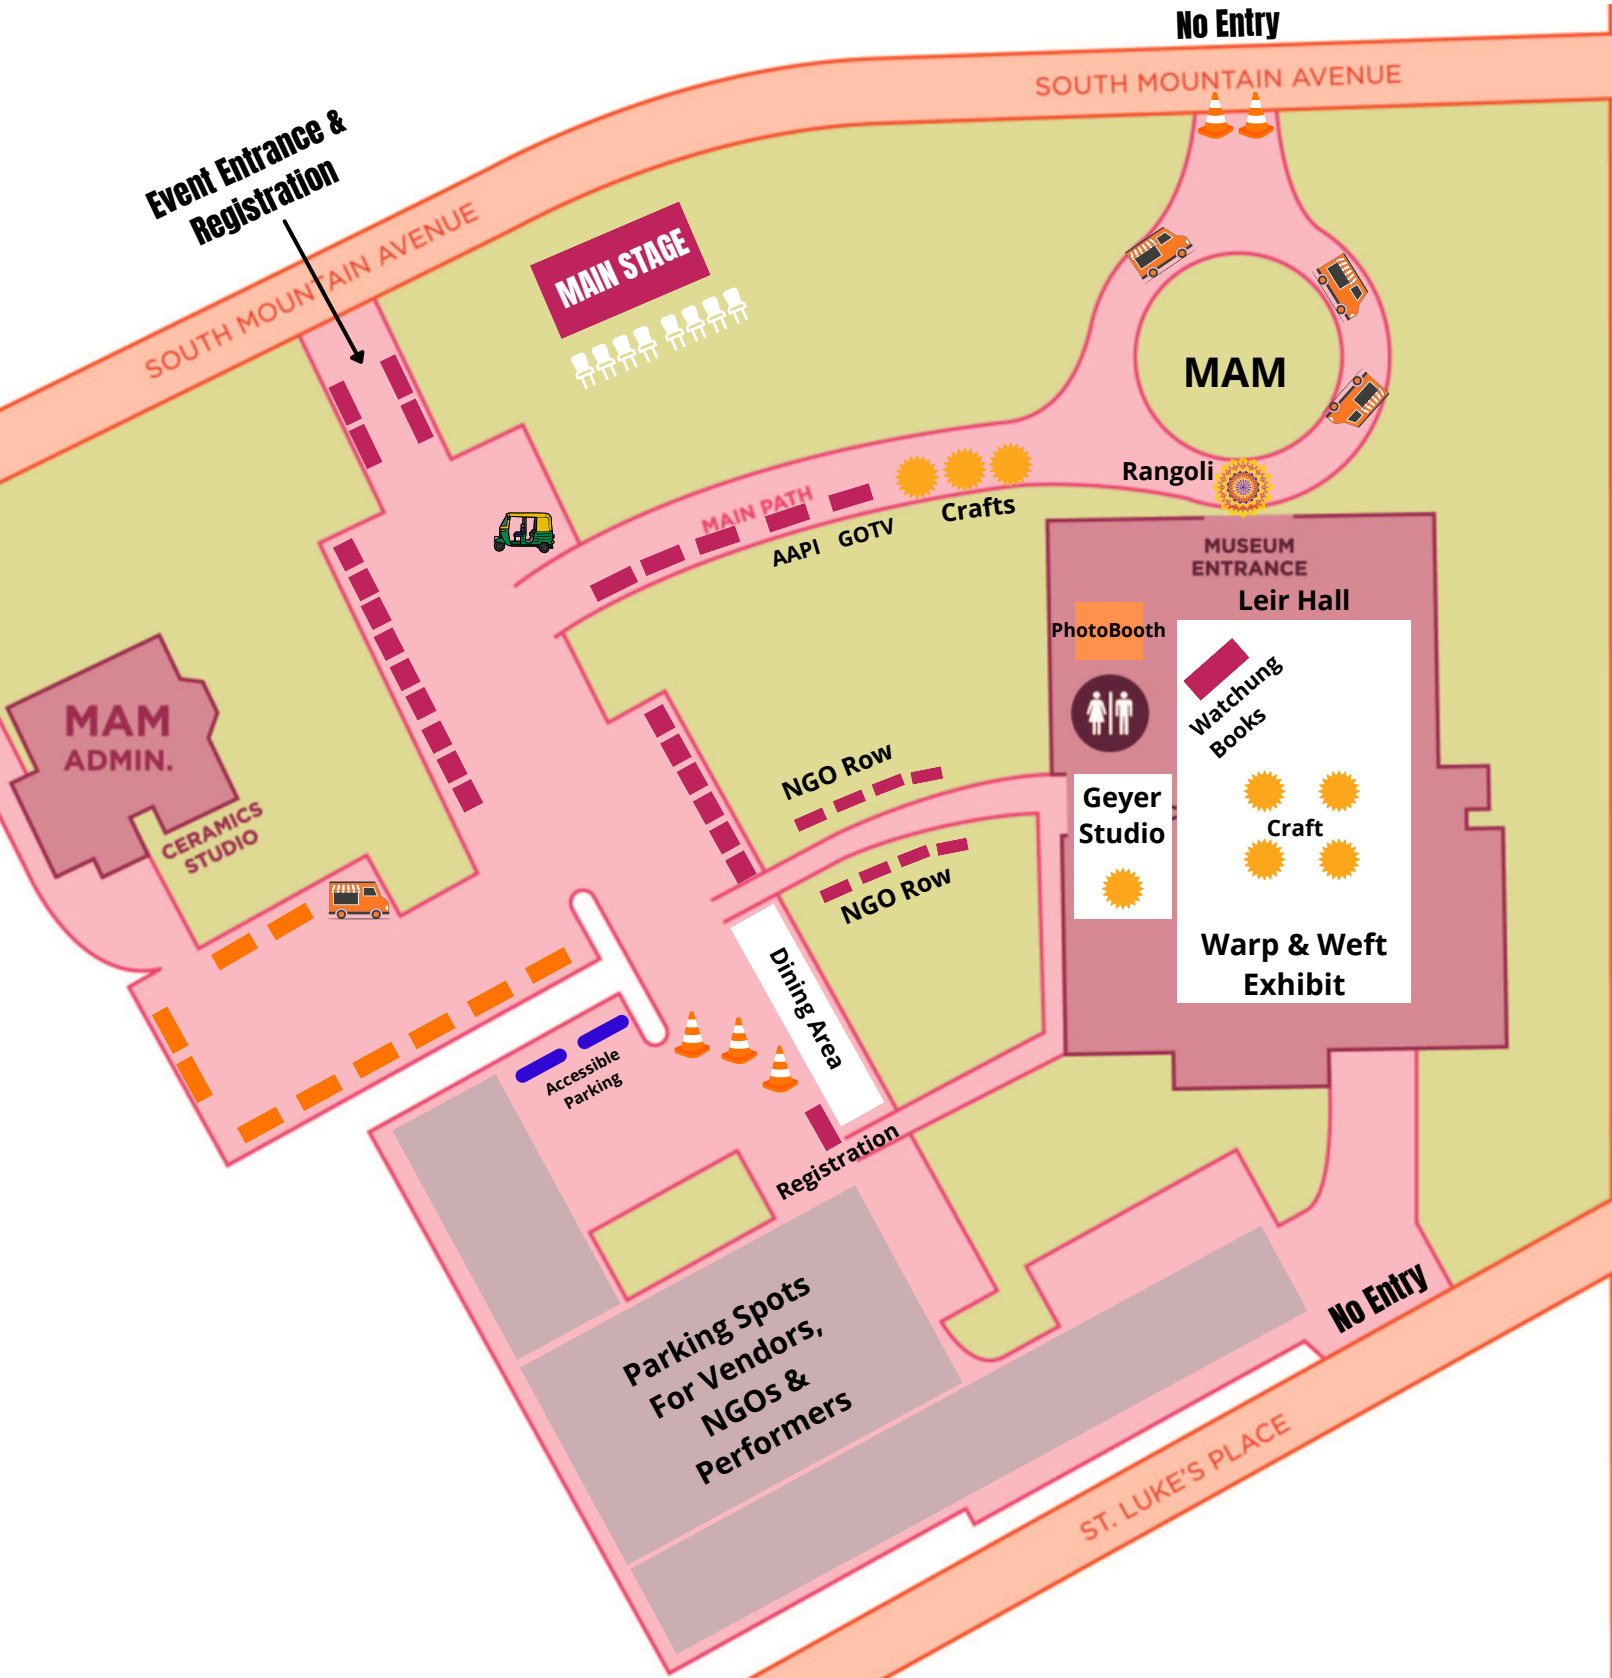 No Entry
SOUTH MOUNTAIN AVENUE
Event Entrance &
Registration
SOUTH MOUNTAIN AVENUE
MAIN STAGE
MAM
Rangoli
MAIN PATH
Crafts
AAPI
GOTV
MUSEUM
ENTRANCE
Leir Hall
PhotoBooth
Watchung
Books
MAM
ADMIN.
CERAMICS
STUDIO
NGO Row
NGO Row
Geyer
Studio
Craft
Warp & Weft
Exhibit
Dining Area
Accessible
Parking
Registration
Parking Spots
For Vendors,
NGOs &
Performers
No Entry
ST. LUKE'S PLACE